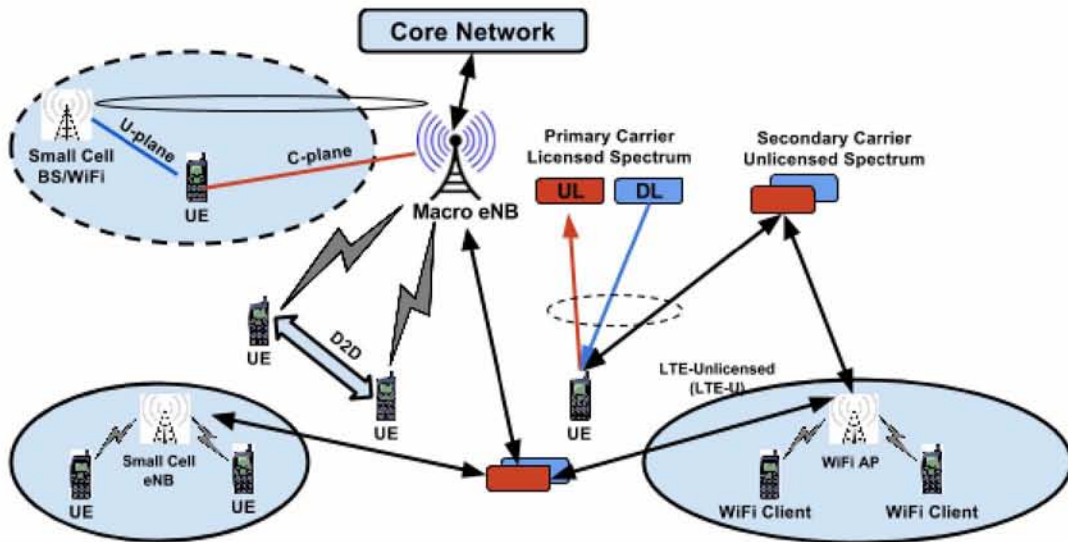 Core Network
Small Cell
BS/WiFi
U-plane
UE
C-plane
Macro eNB
Primary Carrier
Licensed Spectrum
UL
DL
Secondary Carrier
Unlicensed Spectrum
UE
D2D
UE
UE
LTE-Unlicensed
(LTE-U)
Small Cell
eNB
UE
UE
WiFi AP
WiFi Client
WiFi Client